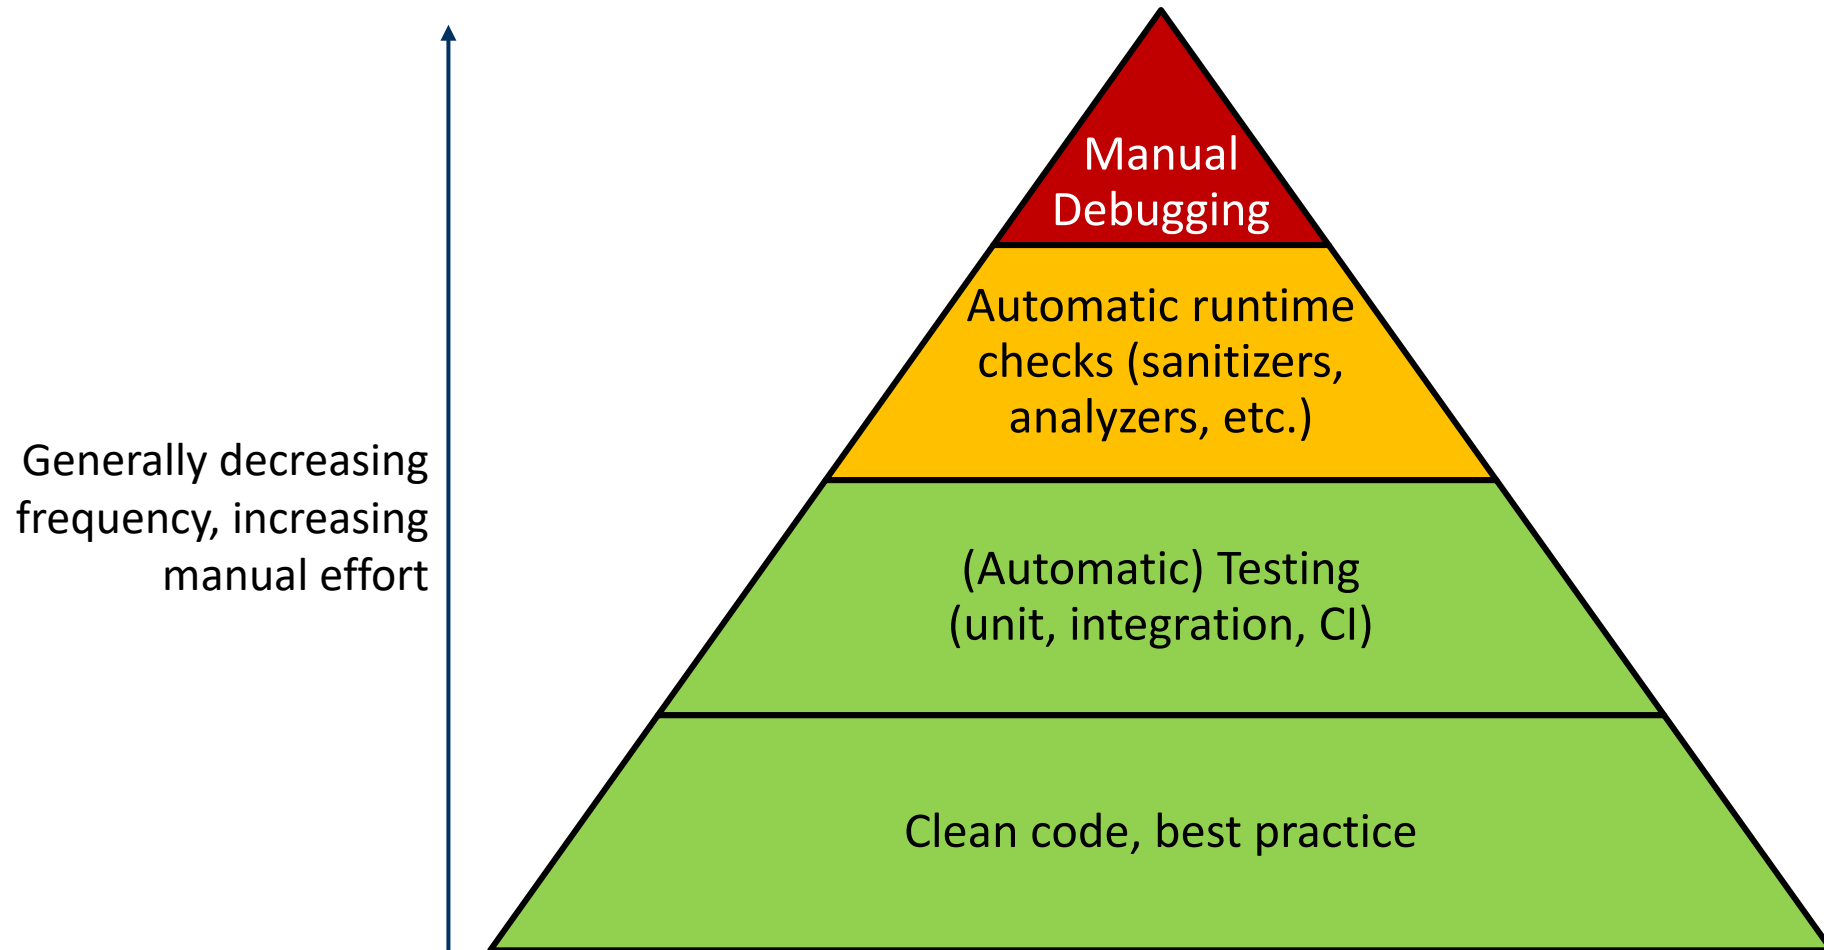 Manual
Debugging
Automatic runtime
checks (sanitizers,
analyzers, etc.)
Generally decreasing
frequency, increasing
manual effort
(Automatic) Testing
(unit, integration, CI)
Clean code, best practice